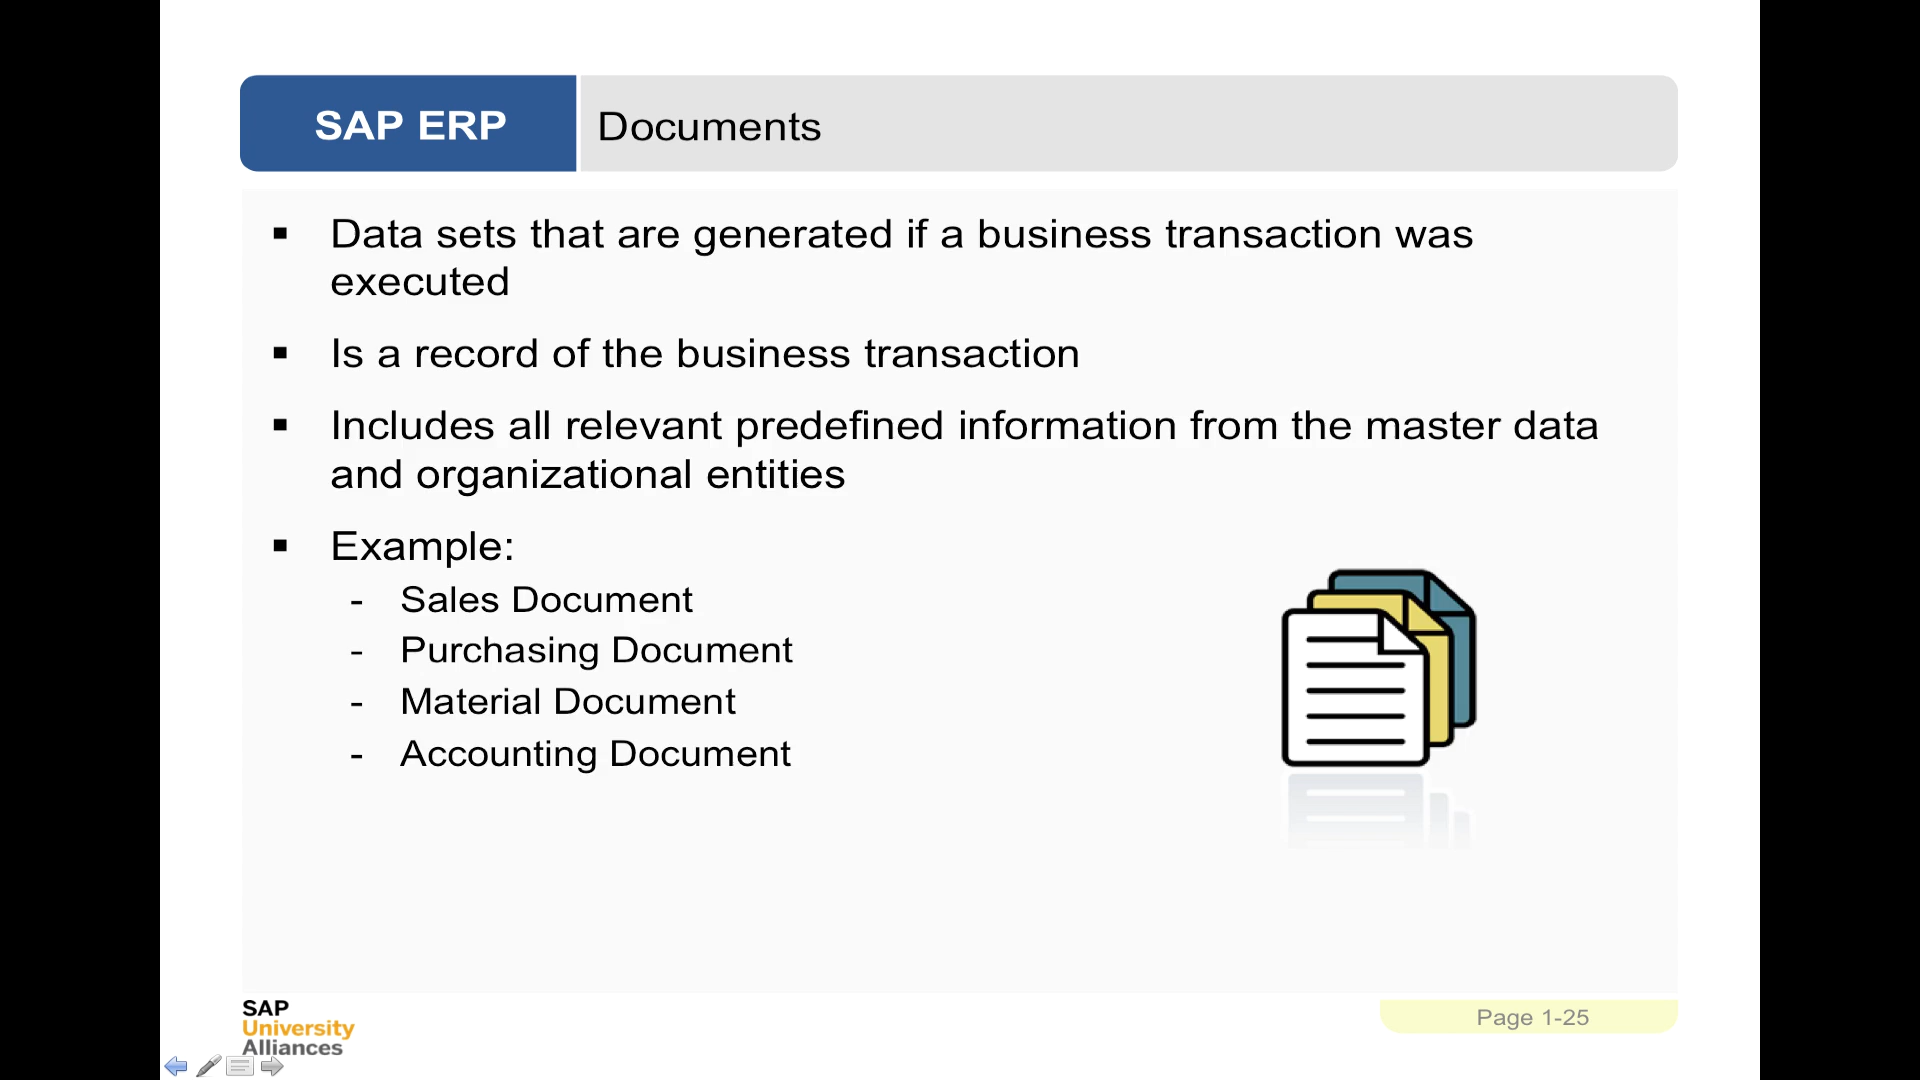 SAP ERP
Documents
▪ Data sets that are generated if a business transaction was
executed
▪ Is a record of the business transaction
▪ Includes all relevant predefined information from the master data
and organizational entities
▪ Example:
- Sales Document
- Purchasing Document
- Material Document
- Accounting Document
SAP
University
Alliances
Page 1-25